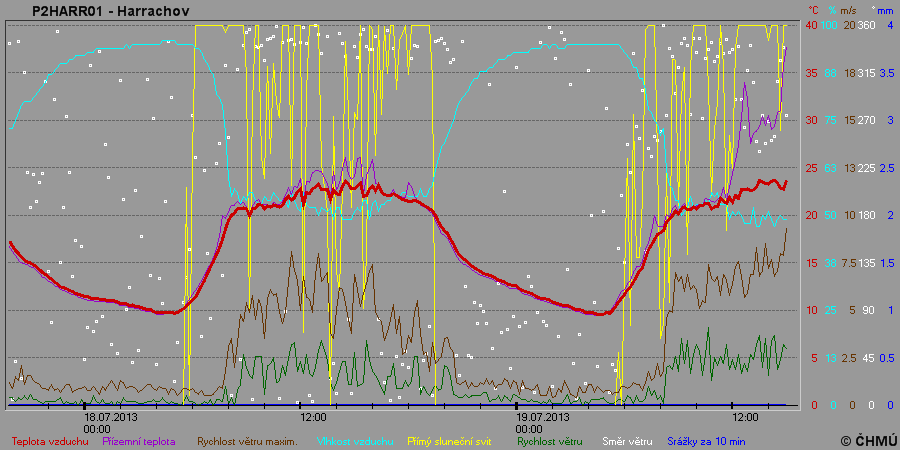 P2HARR01 - Harrachov
°C % m/s ° mm
40 100 20 360 4
35 88 18 315 3.5
30 75 15 270 3
25 63 13 225 2.5
20 50 10 180 2
15 38 7.5 135 1.5
10 25 5 90 1
5 13 2.5 45 0.5
0 0 0 0 0
18.07.2013 12:00 19.07.2013 12:00
00:00 00:00
Teplota vzduchu Přízemní teplota Rychlost větru maxim. Vlhkost vzduchu Přímý sluneční svit Rychlost větru Směr větru Srážky za 10 min © ČHMÚ